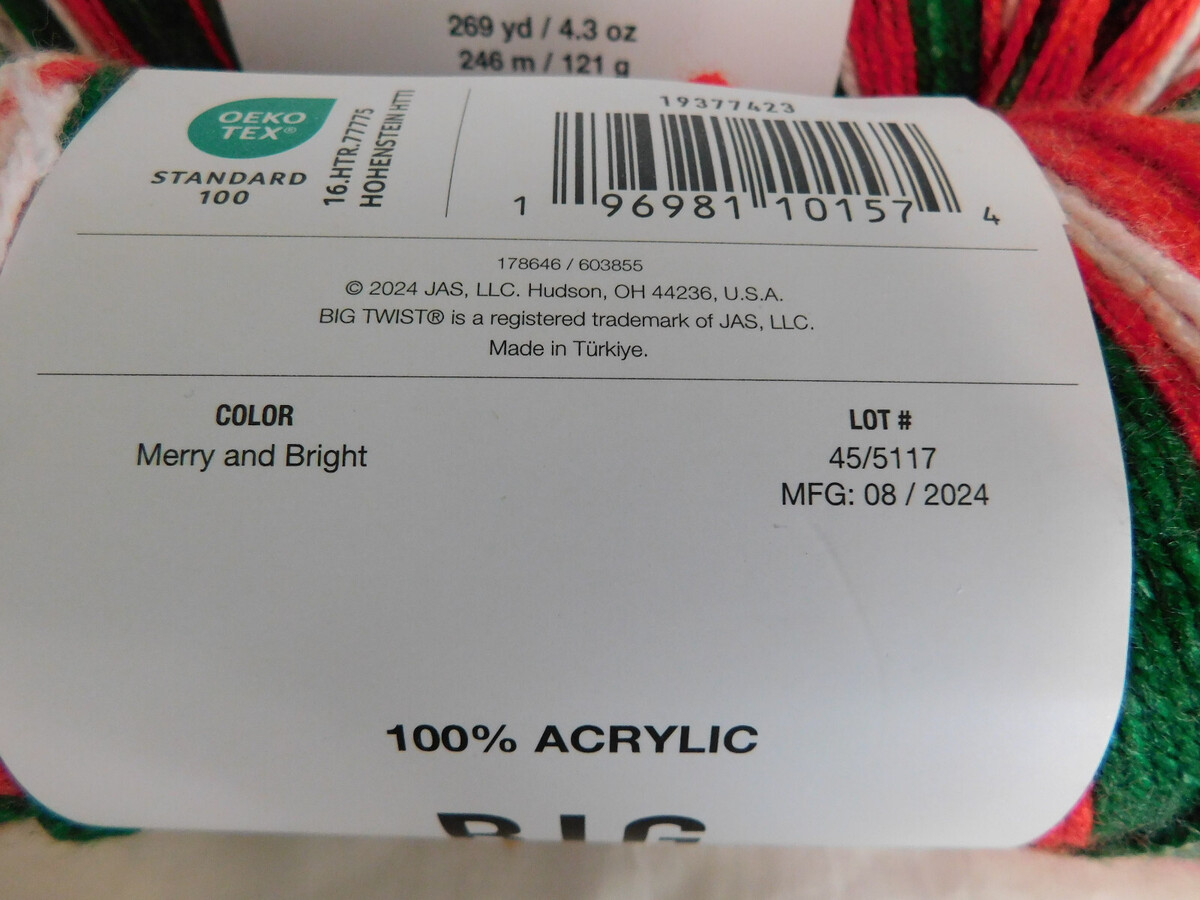 269 yd / 4.3 oz
246 m / 121 g
OEKO
TEX®
STANDARD
100
16.HTR.77775
HOHENSTEIN HTTI
19377423
1 96981 10157 4
178646 / 603855
© 2024 JAS, LLC. Hudson, OH 44236, U.S.A.
BIG TWIST® is a registered trademark of JAS, LLC.
Made in Türkiye.
COLOR
Merry and Bright
LOT #
45/5117
MFG: 08 / 2024
100% ACRYLIC
BIG